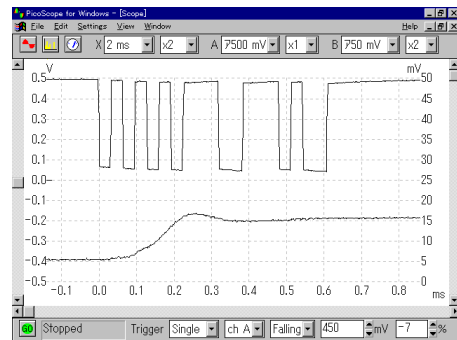 PicoScope for Windows - [Scope]
File Edit Settings View Window Help
X 2 ms x2 A 7500 mV x1 B 750 mV x2
V mV
0.5 50
0.4 45
0.3 40
0.2 35
0.1 30
0.0 25
-0.1 20
-0.2 15
-0.3 10
-0.4 5
-0.5 0
-0.1 0.0 0.1 0.2 0.3 0.4 0.5 0.6 0.7 0.8 ms
GO Stopped Trigger Single ch A Falling 450 mV -7 %